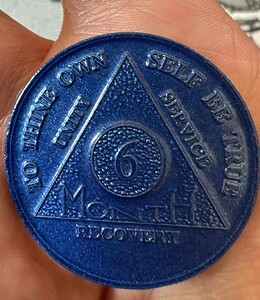 TO THINE OWN SELF BE TRUE
UNITY
SERVICE
6
MONTH
RECOVERY